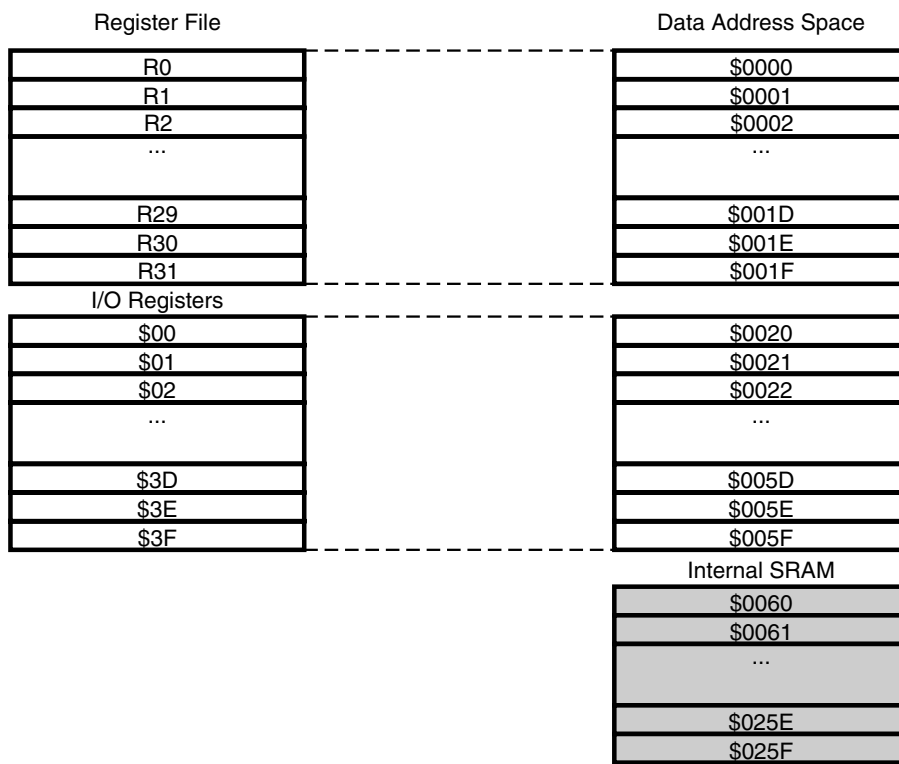 Register File Data Address Space
R0 $0000
R1 $0001
R2 $0002
... ...
R29 $001D
R30 $001E
R31 $001F
I/O Registers
$00 $0020
$01 $0021
$02 $0022
... ...
$3D $005D
$3E $005E
$3F $005F
Internal SRAM
$0060
$0061
...
$025E
$025F